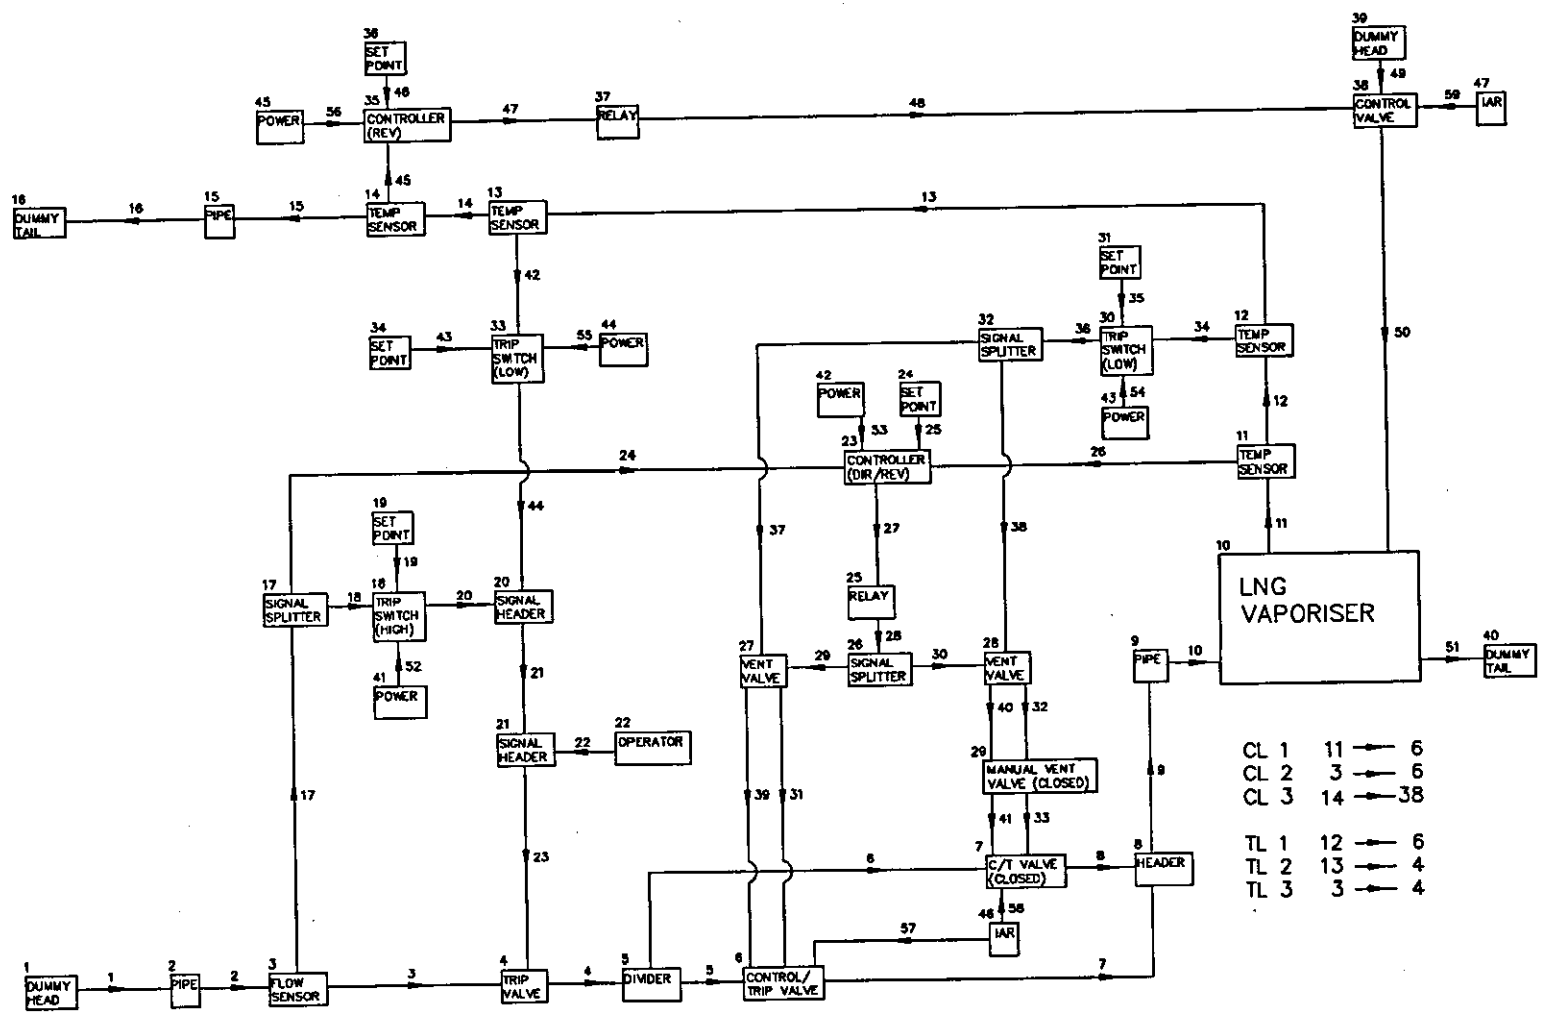 36
SET
POINT
46
45
POWER
56
35
CONTROLLER
(REV)
47
37
RELAY
48
39
DUMMY
HEAD
49
38
CONTROL
VALVE
59
47
IAR
45
16
DUMMY
TAIL
16
15
PIPE
15
14
TEMP
SENSOR
14
13
TEMP
SENSOR
13
42
31
SET
POINT
35
34
SET
POINT
43
33
TRIP
SWITCH
(LOW)
55
44
POWER
32
SIGNAL
SPLITTER
36
30
TRIP
SWITCH
(LOW)
34
12
TEMP
SENSOR
50
54
43
POWER
12
42
POWER
53
24
SET
POINT
25
23
CONTROLLER
(DIR/REV)
26
11
TEMP
SENSOR
24
44
37
27
38
11
19
SET
POINT
19
17
SIGNAL
SPLITTER
18
18
TRIP
SWITCH
(HIGH)
20
20
SIGNAL
HEADER
52
41
POWER
21
25
RELAY
28
27
VENT
VALVE
29
26
SIGNAL
SPLITTER
30
28
VENT
VALVE
10
LNG
VAPORISER
9
PIPE
10
51
40
DUMMY
TAIL
21
SIGNAL
HEADER
22
22
OPERATOR
40
32
29
MANUAL VENT
VALVE (CLOSED)
17
39
31
41
33
9
23
6
7
C/T VALVE
(CLOSED)
8
8
HEADER
58
46
IAR
57
1
DUMMY
HEAD
1
2
PIPE
2
3
FLOW
SENSOR
3
4
TRIP
VALVE
4
5
DIVIDER
5
6
CONTROL/
TRIP VALVE
7
CL 1 11 → 6
CL 2 3 → 6
CL 3 14 → 38
TL 1 12 → 6
TL 2 13 → 4
TL 3 3 → 4